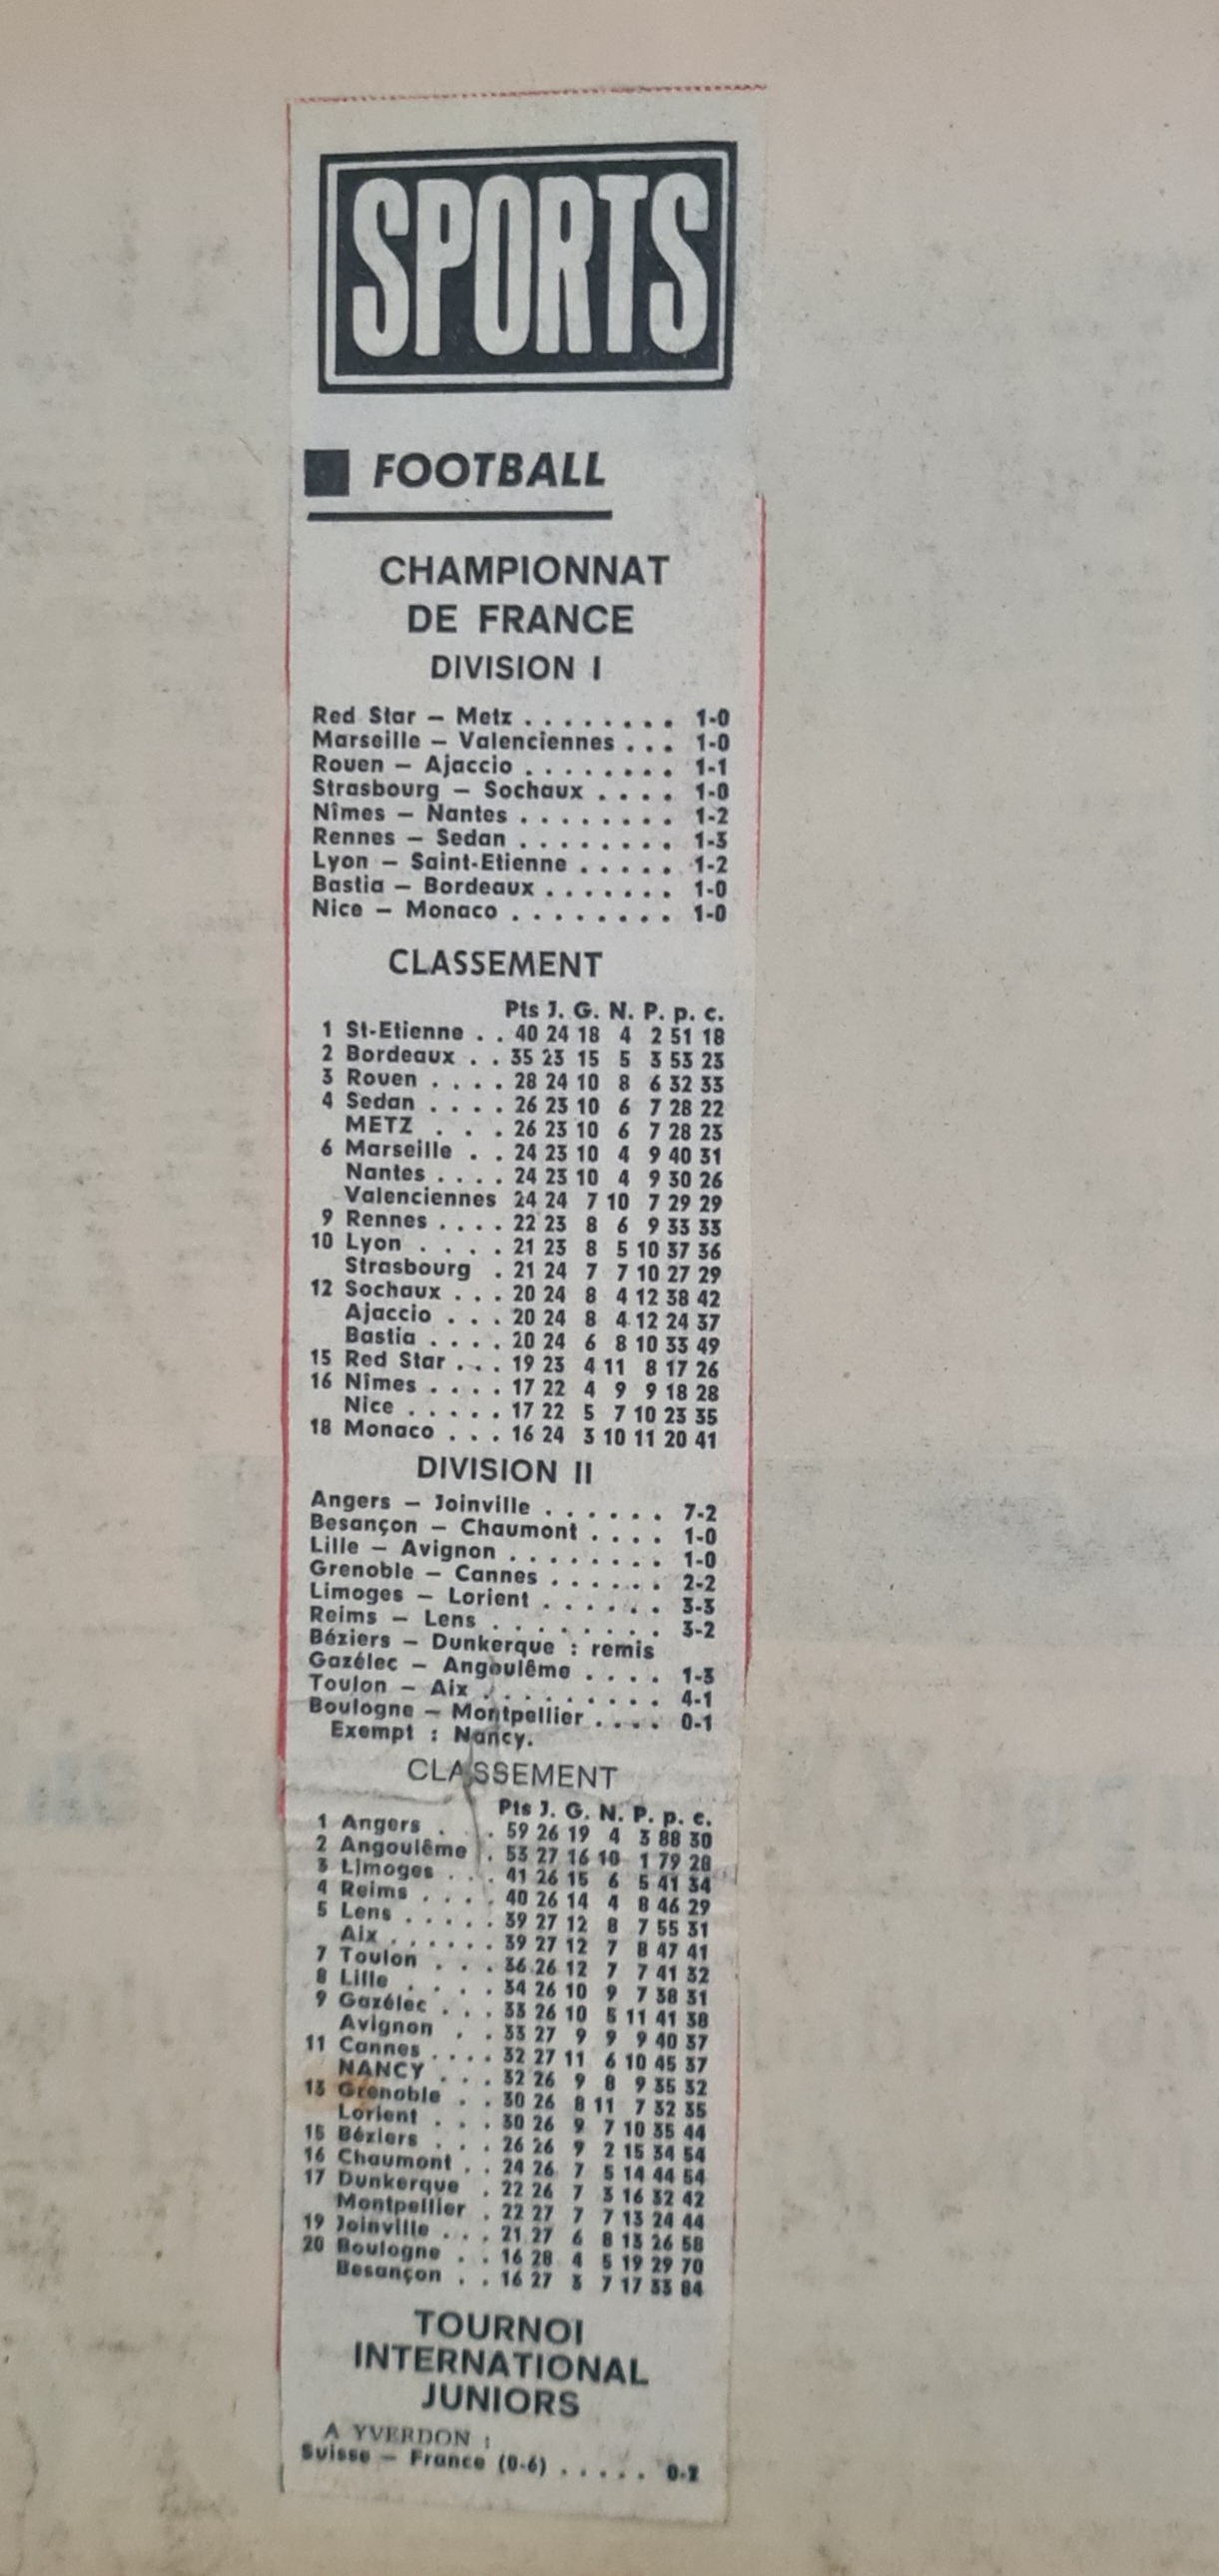 SPORTS
FOOTBALL
CHAMPIONNAT
DE FRANCE
DIVISION I
Red Star — Metz . . . . . . . . 1-0
Marseille — Valenciennes . . . 1-0
Rouen — Ajaccio . . . . . . . . 1-1
Strasbourg — Sochaux . . . . 1-0
Nîmes — Nantes . . . . . . . . 1-2
Rennes — Sedan . . . . . . . . 1-3
Lyon — Saint-Etienne . . . . . 1-2
Bastia — Bordeaux . . . . . . . 1-0
Nice — Monaco . . . . . . . . 1-0
CLASSEMENT
Pts J. G. N. P. p. c.
1 St-Etienne . . 40 24 18 4 2 51 18
2 Bordeaux . . 35 23 15 5 3 53 23
3 Rouen . . . . 28 24 10 8 6 32 33
4 Sedan . . . . 26 23 10 6 7 28 22
METZ . . . 26 23 10 6 7 28 23
6 Marseille . . 24 23 10 4 9 40 31
Nantes . . . . 24 23 10 4 9 30 26
Valenciennes 24 24 7 10 7 29 29
9 Rennes . . . . 22 23 8 6 9 33 33
10 Lyon . . . . 21 23 8 5 10 37 36
Strasbourg . 21 24 7 7 10 27 29
12 Sochaux . . . 20 24 8 4 12 38 42
Ajaccio . . . 20 24 8 4 12 24 37
Bastia . . . . 20 24 6 8 10 33 49
15 Red Star . . . 19 23 4 11 8 17 26
16 Nîmes . . . . 17 22 4 9 9 18 28
Nice . . . . . 17 22 5 7 10 23 35
18 Monaco . . . 16 24 3 10 11 20 41
DIVISION II
Angers — Joinville . . . . . . 7-2
Besançon — Chaumont . . . . 1-0
Lille — Avignon . . . . . . . . 1-0
Grenoble — Cannes . . . . . . 2-2
Limoges — Lorient . . . . . . 3-3
Reims — Lens . . . . . . . . . 3-2
Béziers — Dunkerque : remis
Gazélec — Angoulême . . . . 1-3
Toulon — Aix . . . . . . . . . 4-1
Boulogne — Montpellier . . . . 0-1
Exempt : Nancy.
CLASSEMENT
Pts J. G. N. P. p. c.
1 Angers . . . 59 26 19 4 3 88 30
2 Angoulême . 53 27 16 10 1 79 28
3 Limoges . . . 41 26 15 6 5 41 34
4 Reims . . . . 40 26 14 4 8 46 29
5 Lens . . . . . 39 27 12 8 7 55 31
Aix . . . . . . 39 27 12 7 8 47 41
7 Toulon . . . 36 26 12 7 7 41 32
8 Lille . . . . 34 26 10 9 7 38 31
9 Gazélec . . . 33 26 10 5 11 41 38
Avignon . . 33 27 9 9 9 40 37
11 Cannes . . . . 32 27 11 6 10 45 37
NANCY . . . 32 26 9 8 9 35 32
13 Grenoble . . 30 26 8 11 7 32 35
Lorient . . . 30 26 9 7 10 35 44
15 Béziers . . . 26 26 9 2 15 34 54
16 Chaumont . . 24 26 7 5 14 44 54
17 Dunkerque . 22 26 7 3 16 32 42
Montpellier . 22 27 7 7 13 24 44
19 Joinville . . . 21 27 6 8 13 26 58
20 Boulogne . . 16 28 4 5 19 29 70
Besançon . . 16 27 3 7 17 33 84
TOURNOI
INTERNATIONAL
JUNIORS
A YVERDON :
Suisse — France (0-6) . . . . .